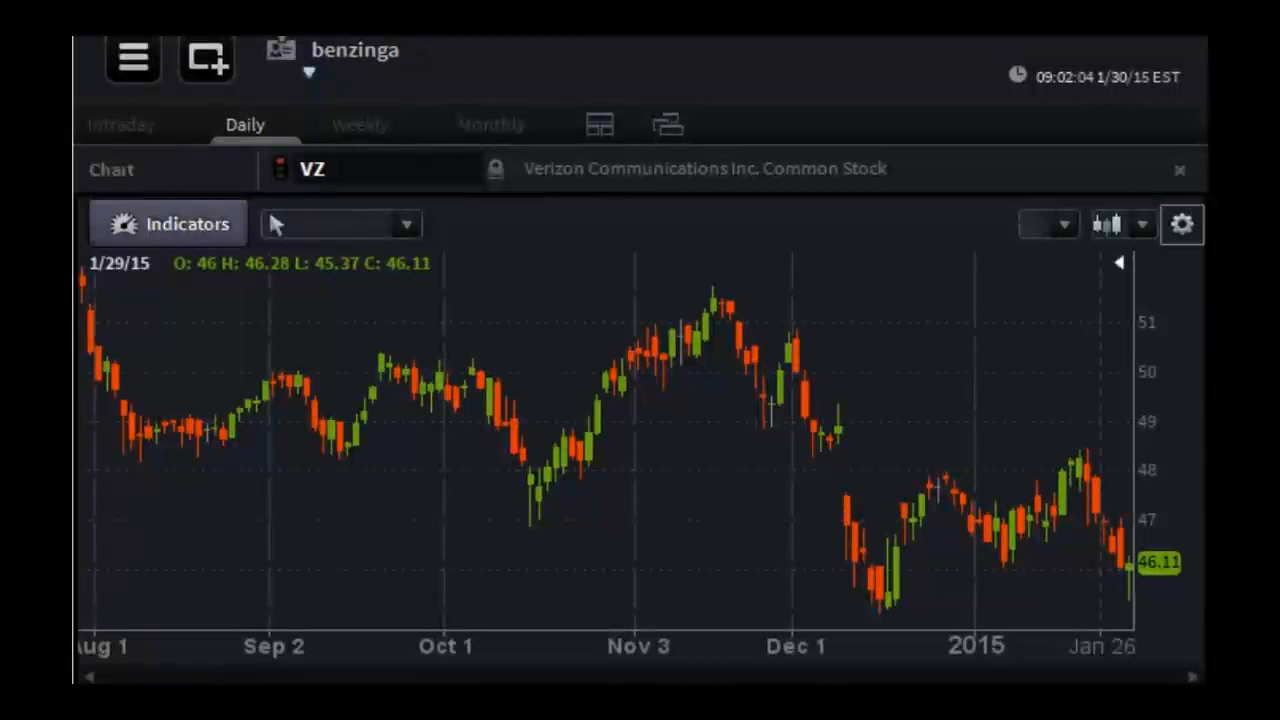 benzinga
09:02:04 1/30/15 EST
Intraday Daily Weekly Monthly
Chart VZ Verizon Communications Inc. Common Stock
Indicators
1/29/15 O: 46 H: 46.28 L: 45.37 C: 46.11
51
50
49
48
47
46.11
Aug 1 Sep 2 Oct 1 Nov 3 Dec 1 2015 Jan 26